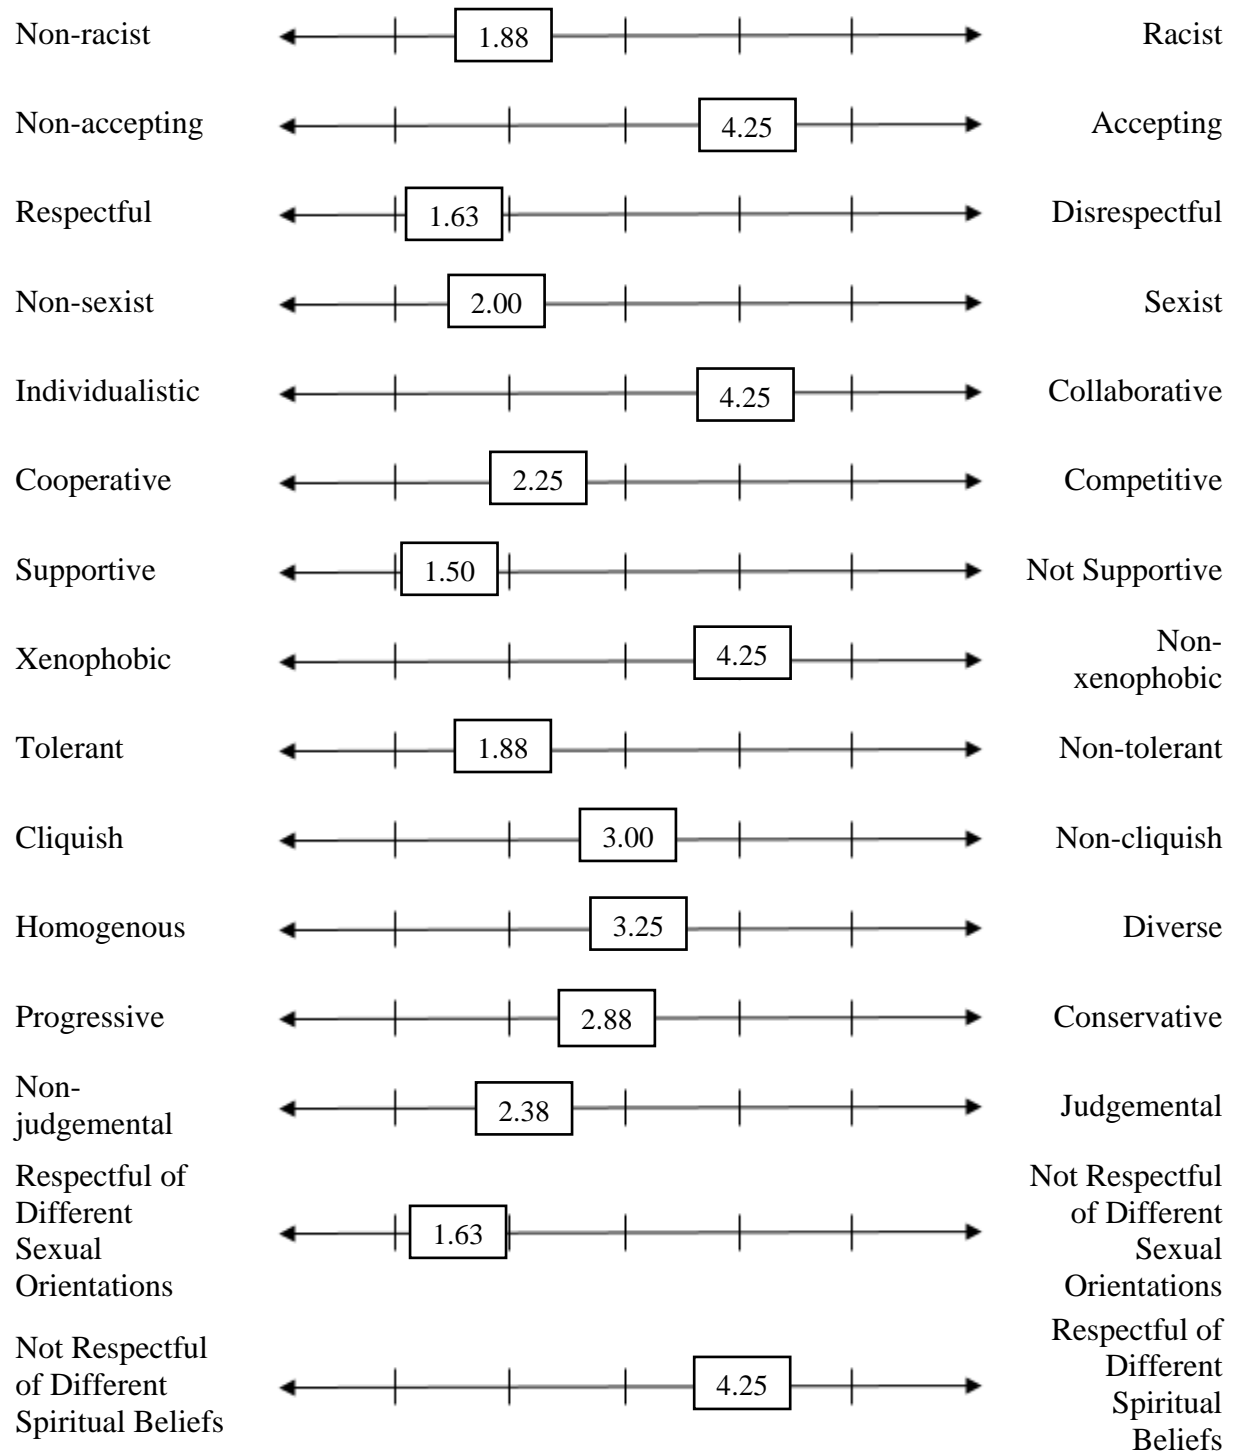 Non-racist 1.88 Racist
Non-accepting 4.25 Accepting
Respectful 1.63 Disrespectful
Non-sexist 2.00 Sexist
Individualistic 4.25 Collaborative
Cooperative 2.25 Competitive
Supportive 1.50 Not Supportive
Xenophobic 4.25 Non-
xenophobic
Tolerant 1.88 Non-tolerant
Cliquish 3.00 Non-cliquish
Homogenous 3.25 Diverse
Progressive 2.88 Conservative
Non-
judgemental 2.38 Judgemental
Respectful of
Different
Sexual
Orientations
1.63
Not Respectful
of Different
Sexual
Orientations
Not Respectful
of Different
Spiritual Beliefs
4.25
Respectful of
Different
Spiritual
Beliefs